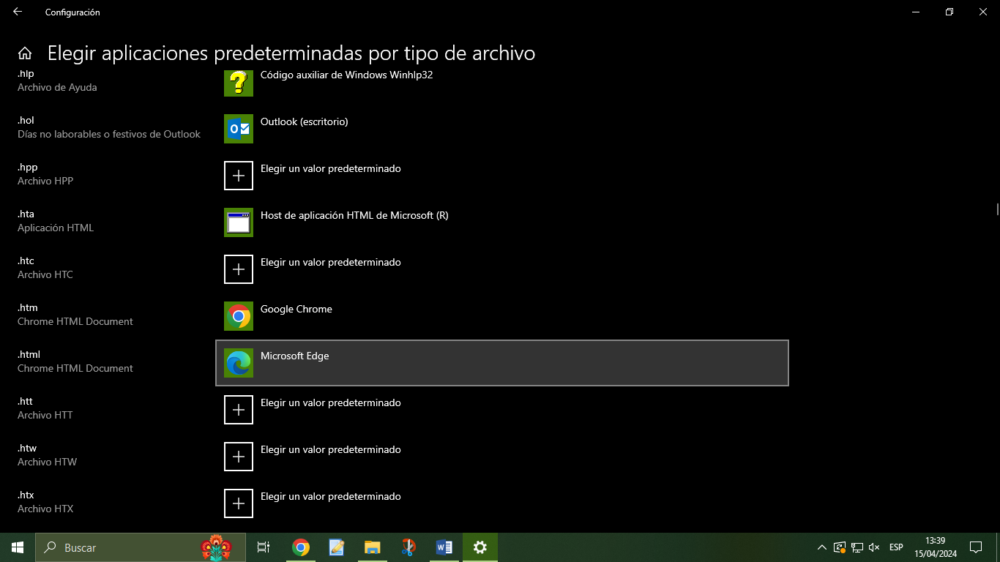 Configuración
Elegir aplicaciones predeterminadas por tipo de archivo
.hlp
Archivo de Ayuda
Código auxiliar de Windows Winhlp32
.hol
Días no laborables o festivos de Outlook
Outlook (escritorio)
.hpp
Archivo HPP
Elegir un valor predeterminado
.hta
Aplicación HTML
Host de aplicación HTML de Microsoft (R)
.htc
Archivo HTC
Elegir un valor predeterminado
.htm
Chrome HTML Document
Google Chrome
.html
Chrome HTML Document
Microsoft Edge
.htt
Archivo HTT
Elegir un valor predeterminado
.htw
Archivo HTW
Elegir un valor predeterminado
.htx
Archivo HTX
Elegir un valor predeterminado
Buscar
ESP
13:39
15/04/2024